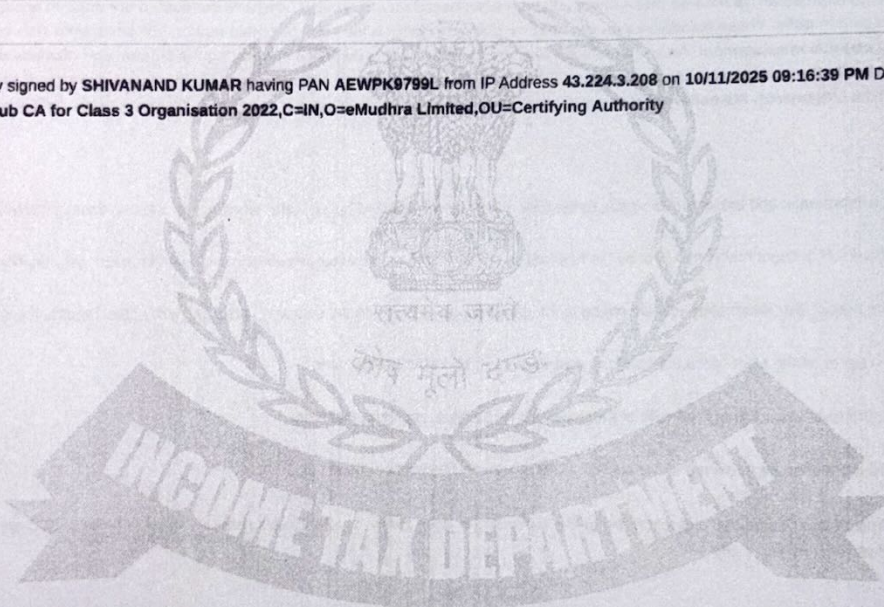 signed by SHIVANAND KUMAR having PAN AEWPK9799L from IP Address 43.224.3.208 on 10/11/2025 09:16:39 PM D
ub CA for Class 3 Organisation 2022,C=IN,O=eMudhra Limited,OU=Certifying Authority
सत्यमेव जयते
कोष मूलो दण्ड
INCOME TAX DEPARTMENT